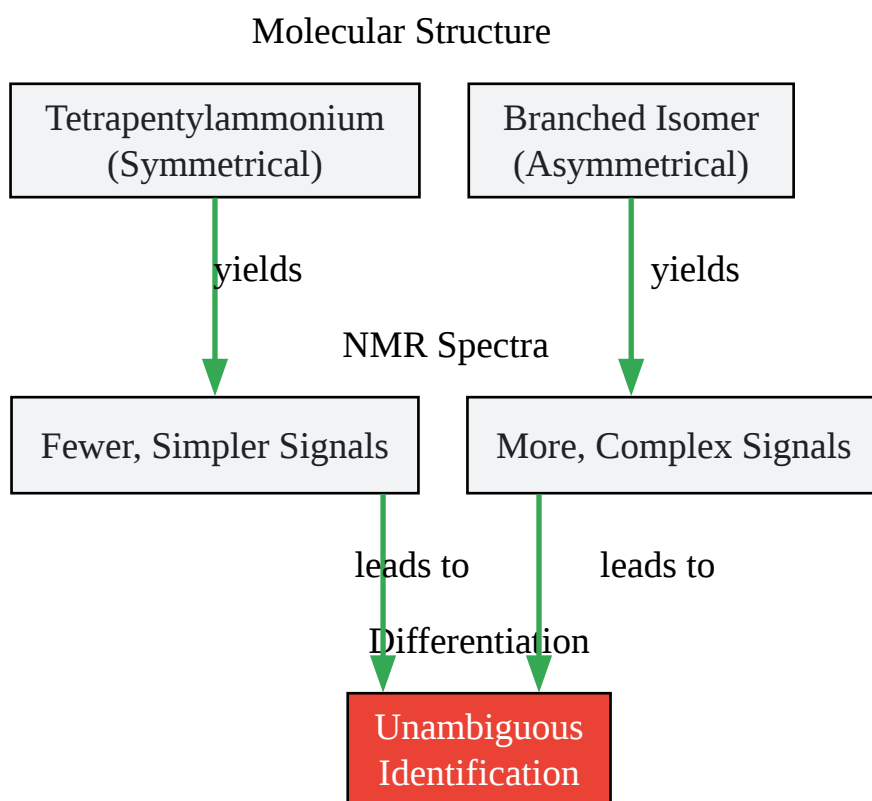 Molecular Structure
Tetrapentylammonium
(Symmetrical)
Branched Isomer
(Asymmetrical)
yields
yields
NMR Spectra
Fewer, Simpler Signals
More, Complex Signals
leads to
leads to
Differentiation
Unambiguous
Identification